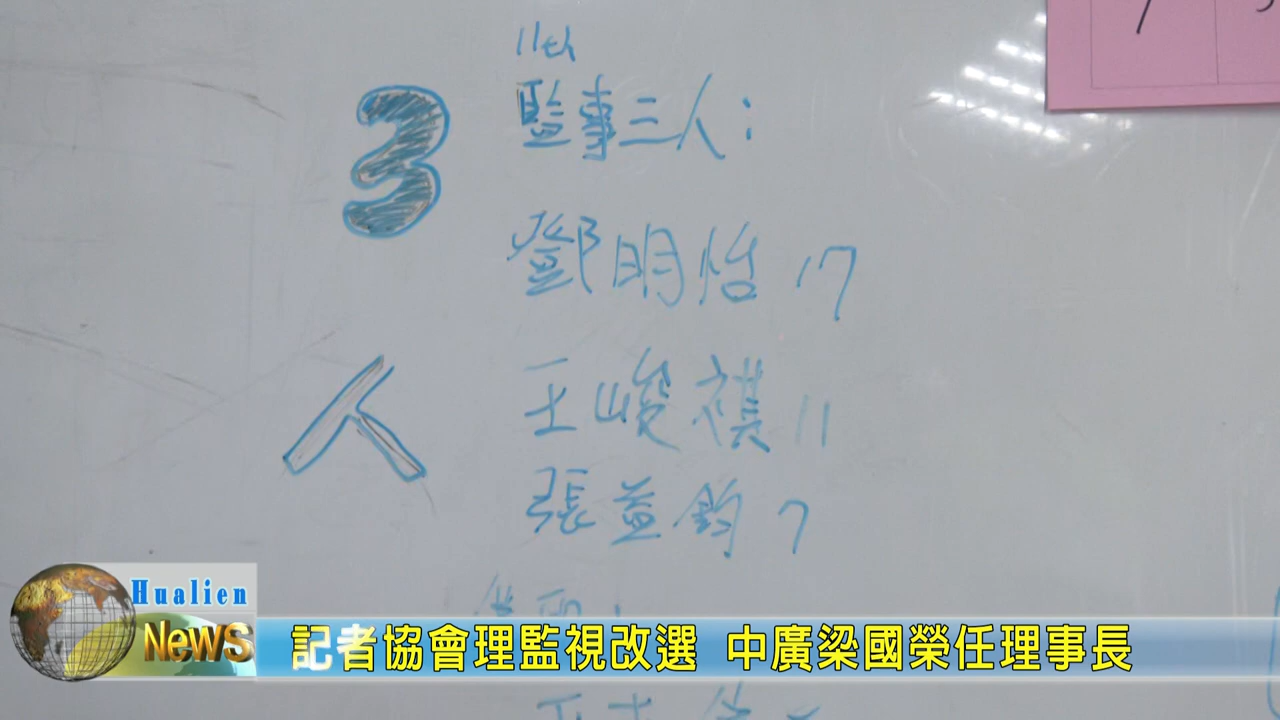 11th
監事三人：
3
鄧明怡 17
人
王峻祺 11
張益鈞 7
Hualien
News
記者協會理監視改選 中廣梁國榮任理事長